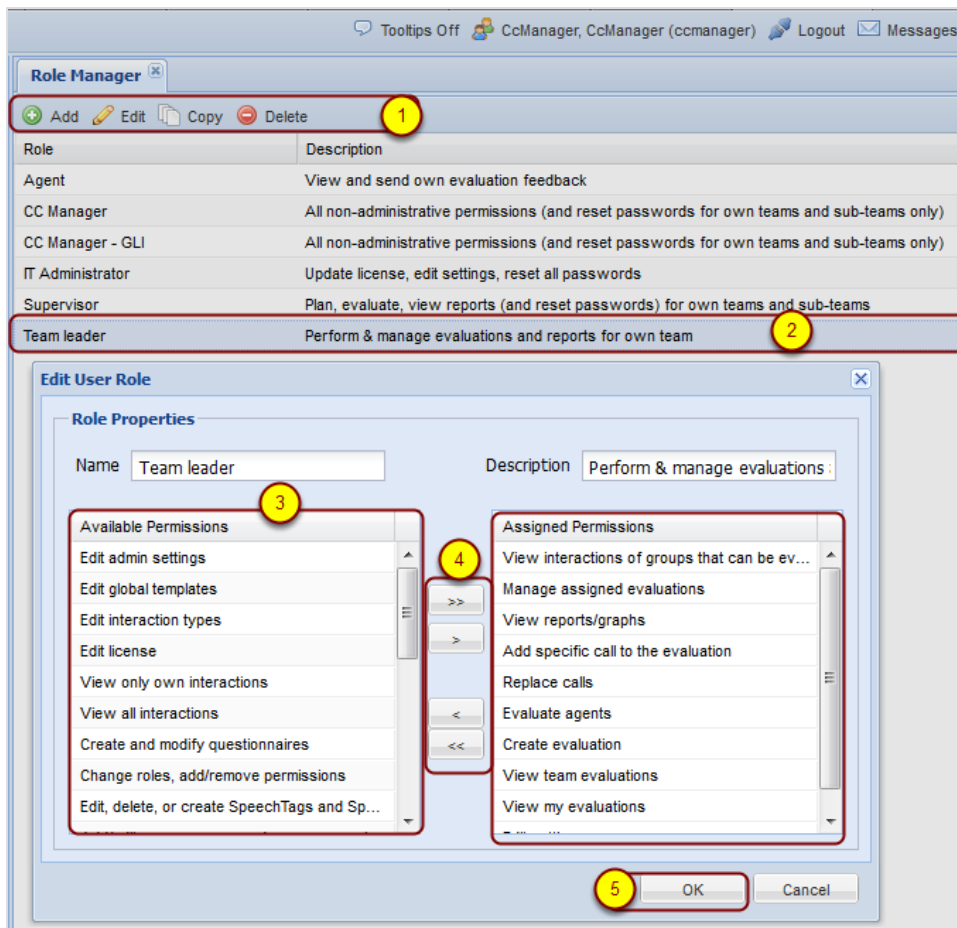 Tooltips Off CcManager, CcManager (ccmanager) Logout Messages
Role Manager
Add Edit Copy Delete 1
Role Description
Agent View and send own evaluation feedback
CC Manager All non-administrative permissions (and reset passwords for own teams and sub-teams only)
CC Manager - GLI All non-administrative permissions (and reset passwords for own teams and sub-teams only)
IT Administrator Update license, edit settings, reset all passwords
Supervisor Plan, evaluate, view reports (and reset passwords) for own teams and sub-teams
Team leader Perform & manage evaluations and reports for own team 2
Edit User Role
Role Properties
Name Team leader Description Perform & manage evaluations
3
Available Permissions
Edit admin settings
Edit global templates
Edit interaction types
Edit license
View only own interactions
View all interactions
Create and modify questionnaires
Change roles, add/remove permissions
Edit, delete, or create SpeechTags and Sp...
4
>>
>
<
<<
Assigned Permissions
View interactions of groups that can be ev...
Manage assigned evaluations
View reports/graphs
Add specific call to the evaluation
Replace calls
Evaluate agents
Create evaluation
View team evaluations
View my evaluations
5 OK Cancel